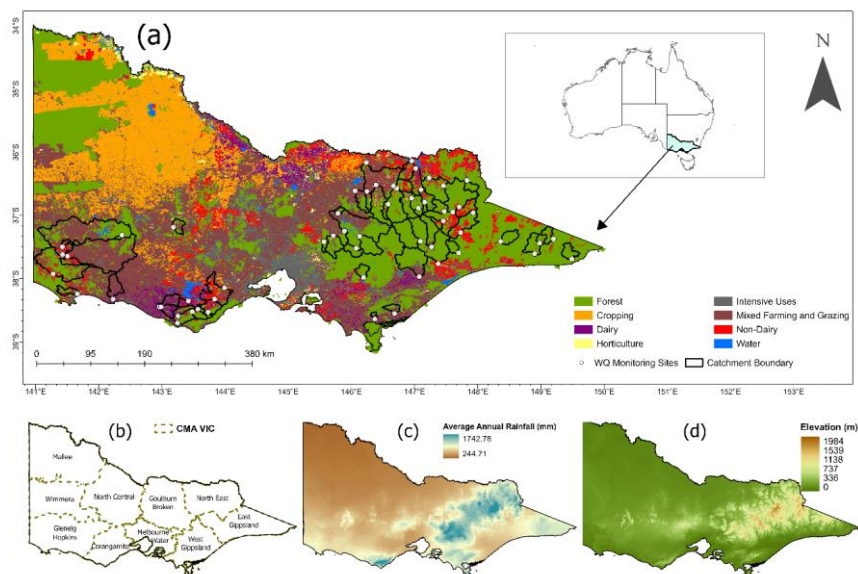 (a)
N
34°S
35°S
36°S
37°S
38°S
39°S
Forest
Cropping
Dairy
Horticulture
Intensive Uses
Mixed Farming and Grazing
Non-Dairy
Water
WQ Monitoring Sites
Catchment Boundary
0 95 190 380 km
141°E 142°E 143°E 144°E 145°E 146°E 147°E 148°E 149°E 150°E 151°E 152°E 153°E
(b)
CMA VIC
Mallee
Wimmera
North Central
Goulburn
Broken
North East
Glenelg
Hopkins
Corangamite
Melbourne
Water
West
Gippsland
East
Gippsland
(c)
Average Annual Rainfall (mm)
1742.78
244.71
(d)
Elevation (m)
1984
1539
1138
737
336
0